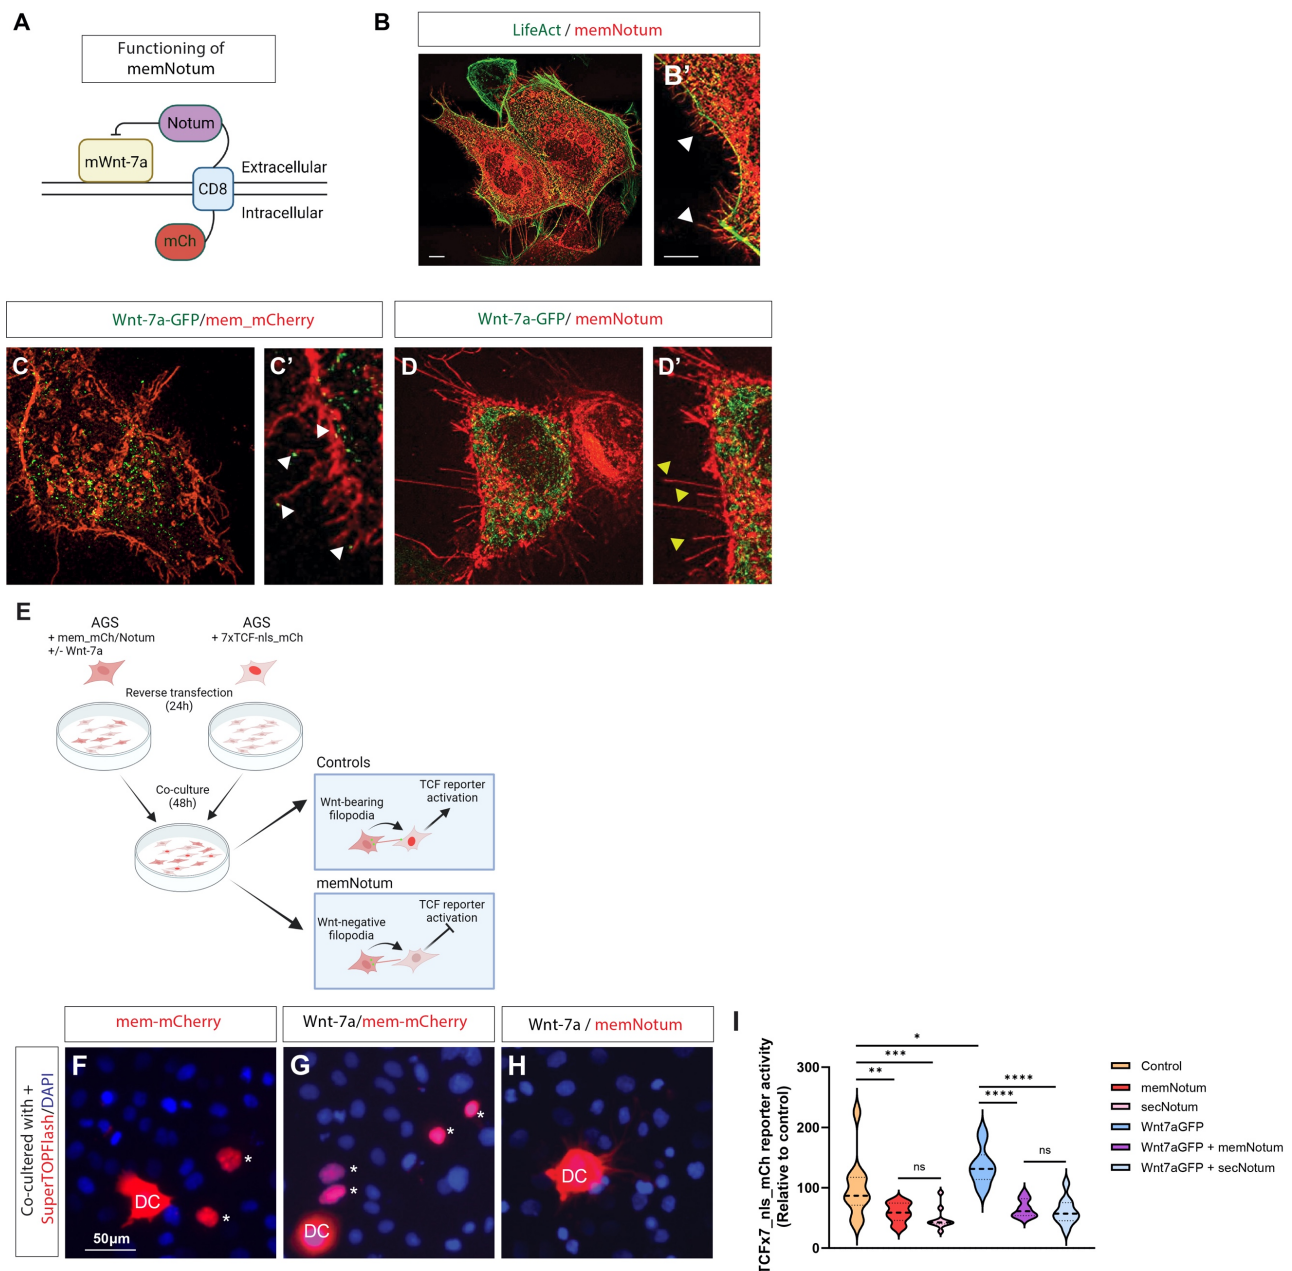 A
Functioning of
memNotum
Notum
mWnt-7a
CD8
Extracellular
Intracellular
mCh
B
LifeAct / memNotum
B’
Wnt-7a-GFP/mem_mCherry
Wnt-7a-GFP/ memNotum
C
C’
D
D’
E
AGS
+ mem_mCh/Notum
+/- Wnt-7a
AGS
+ 7xTCF-nls_mCh
Reverse transfection
(24h)
Co-culture
(48h)
Controls
Wnt-bearing
filopodia
TCF reporter
activation
memNotum
Wnt-negative
filopodia
TCF reporter
activation
mem-mCherry
Wnt-7a/mem-mCherry
Wnt-7a / memNotum
Co-cultured with +
SuperTOPFlash/DAPI
F
DC
*
*
50µm
G
*
*
*
*
DC
H
DC
I
TCFx7_nls_mCh reporter activity
(Relative to control)
300
200
100
0
*
***
**
ns
****
****
ns
Control
memNotum
secNotum
Wnt7aGFP
Wnt7aGFP + memNotum
Wnt7aGFP + secNotum